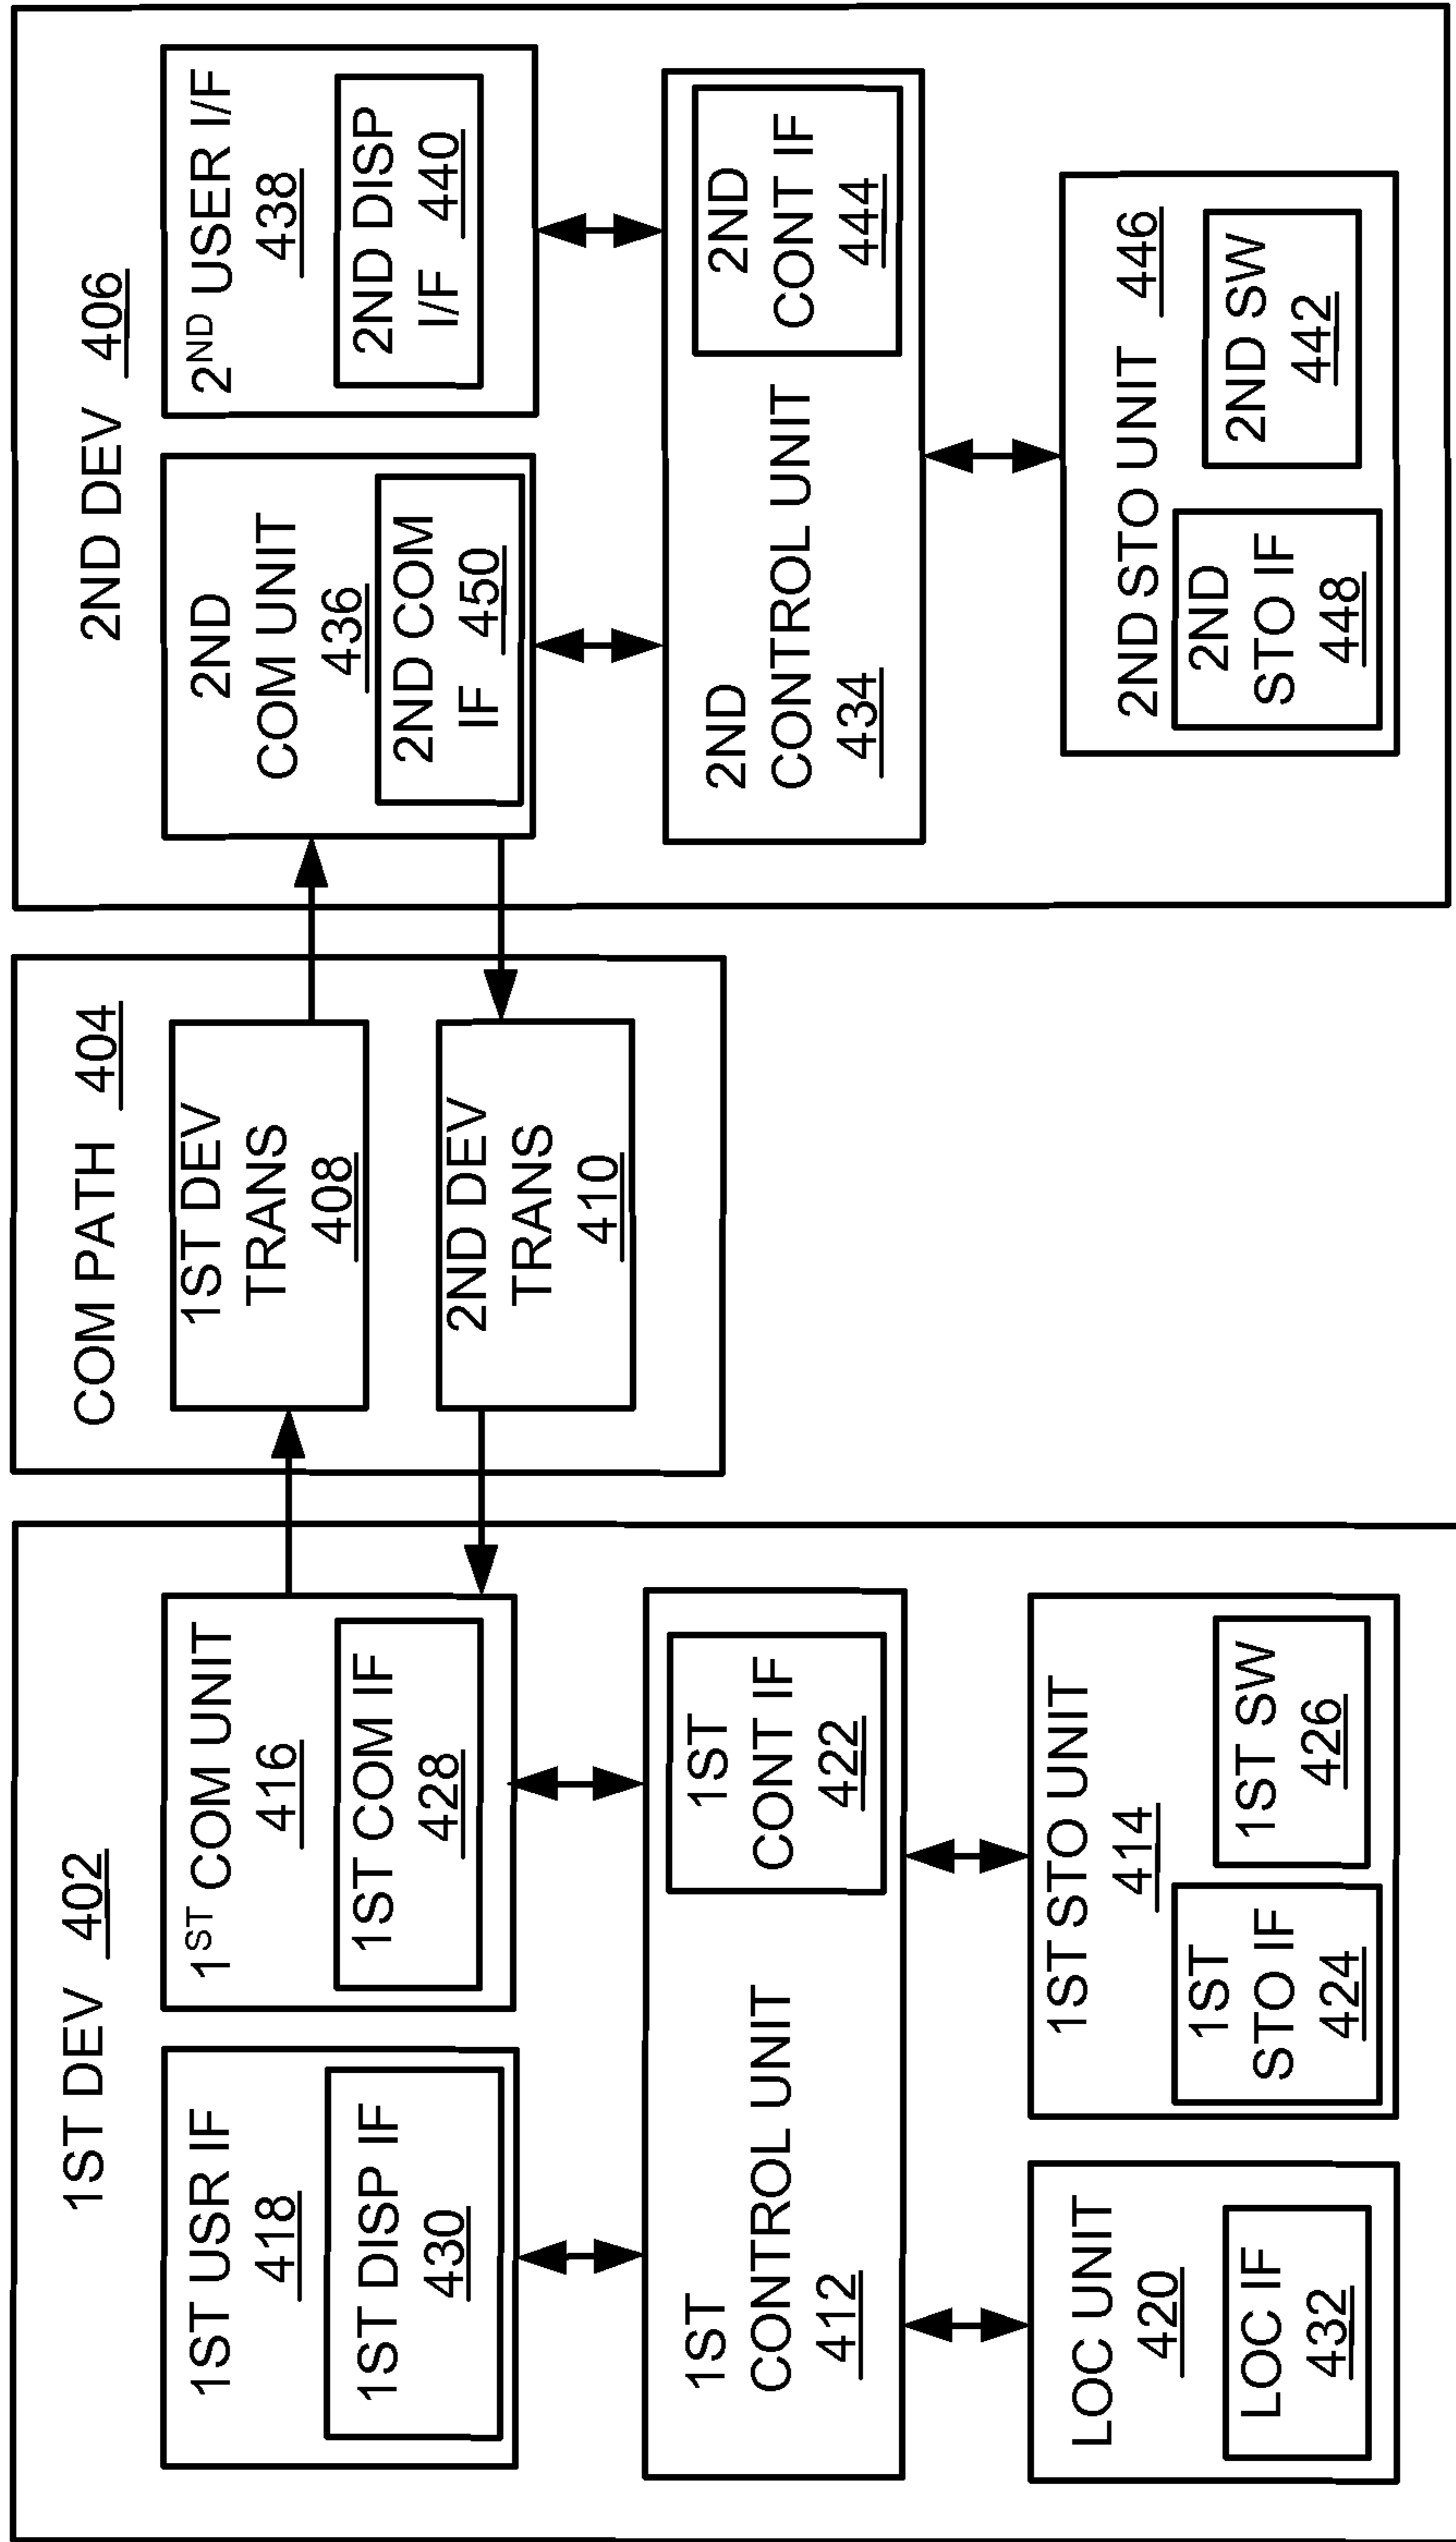 1ST DEV 402
1ST USR IF
418
1ST DISP IF
430
1ST COM UNIT
416
1ST COM IF
428
1ST
CONTROL UNIT
412
1ST
CONT IF
422
LOC UNIT
420
LOC IF
432
1ST STO UNIT
414
1ST
STO IF
424
1ST SW
426
COM PATH 404
1ST DEV
TRANS
408
2ND DEV
TRANS
410
2ND DEV 406
2ND
COM UNIT
436
2ND COM
IF 450
2ND USER I/F
438
2ND DISP
I/F 440
2ND
CONTROL UNIT
434
2ND
CONT IF
444
2ND STO UNIT 446
2ND
STO IF
448
2ND SW
442